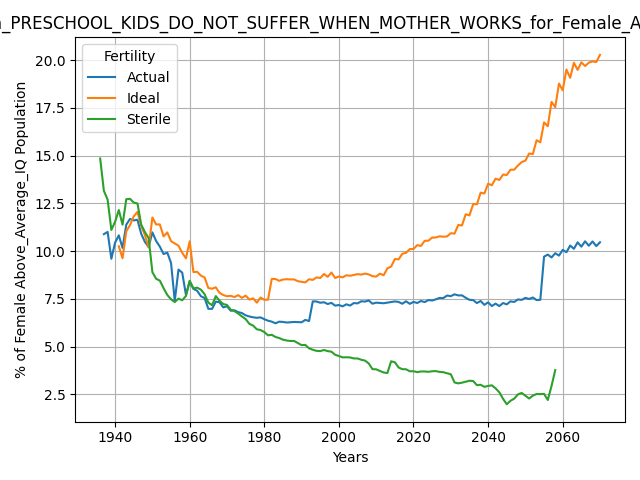 _PRESCHOOL_KIDS_DO_NOT_SUFFER_WHEN_MOTHER_WORKS_for_Female_A
Fertility
Actual
Ideal
Sterile
% of Female Above_Average_IQ Population
20.0
17.5
15.0
12.5
10.0
7.5
5.0
2.5
1940 1960 1980 2000 2020 2040 2060
Years